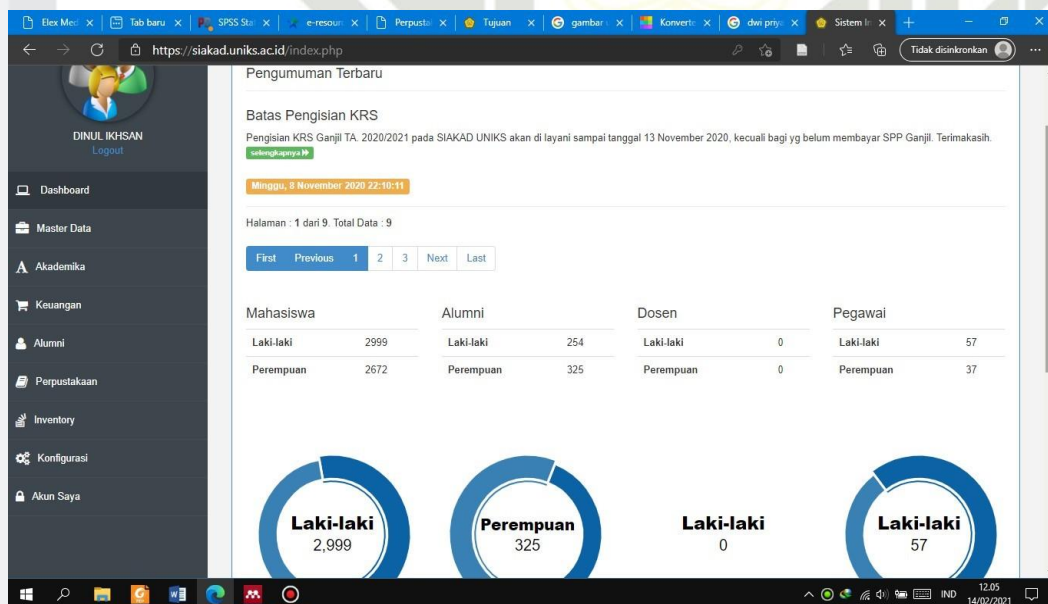 Elex Med
Tab baru
SPSS Sta
e-resoun
Perpusta
Tujuan
gambar
Konverte
dwi priy
Sistem In
https://siakad.uniks.ac.id/index.php
Tidak disinkronkan
DINUL IKHSAN
Logout
Dashboard
Master Data
Akademika
Keuangan
Alumni
Perpustakaan
Inventory
Konfigurasi
Akun Saya
Pengumuman Terbaru
Batas Pengisian KRS
Pengisian KRS Ganjil TA. 2020/2021 pada SIAKAD UNIKS akan di layani sampai tanggal 13 November 2020, kecuali bagi yg belum membayar SPP Ganjil. Terimakasih.
selengkapnya
Minggu, 8 November 2020 22:10:11
Halaman : 1 dari 9. Total Data : 9
First Previous 1 2 3 Next Last
Mahasiswa Alumni Dosen Pegawai
Laki-laki 2999 Laki-laki 254 Laki-laki 0 Laki-laki 57
Perempuan 2672 Perempuan 325 Perempuan 0 Perempuan 37
Laki-laki
2,999
Perempuan
325
Laki-laki
0
Laki-laki
57
IND
12.05
14/02/2021